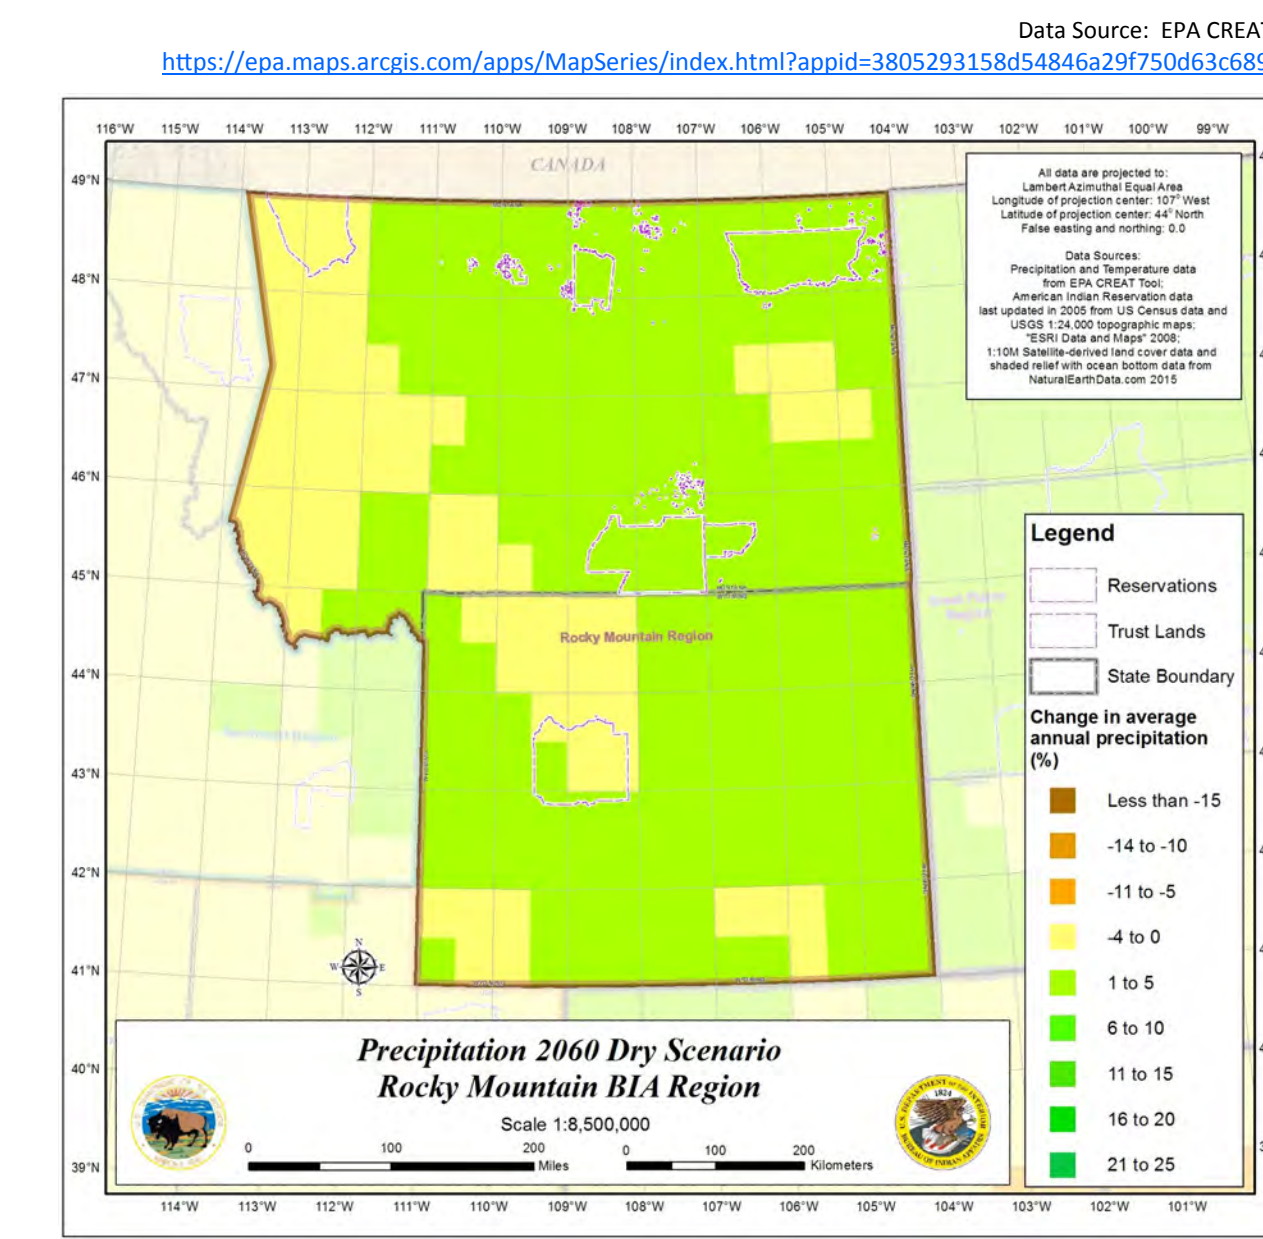 Data Source:  EPA CREAT
https://epa.maps.arcgis.com/apps/MapSeries/index.html?appid=3805293158d54846a29f750d63c689
116°W 115°W 114°W 113°W 112°W 111°W 110°W 109°W 108°W 107°W 106°W 105°W 104°W 103°W 102°W 101°W 100°W 99°W
CANADA
49°N
48°N
47°N
46°N
45°N
44°N
43°N
42°N
41°N
40°N
39°N
All data are projected to:
Lambert Azimuthal Equal Area
Longitude of projection center: 107° West
Latitude of projection center: 44° North
False easting and northing: 0.0
Data Sources:
Precipitation and Temperature data
from EPA CREAT Tool;
American Indian Reservation data
last updated in 2005 from US Census data and
USGS 1:24,000 topographic maps;
"ESRI Data and Maps" 2008;
1:10M Satellite-derived land cover data and
shaded relief with ocean bottom data from
NaturalEarthData.com 2015
Rocky Mountain Region
Legend
Reservations
Trust Lands
State Boundary
Change in average
annual precipitation
(%)
Less than -15
-14 to -10
-11 to -5
-4 to 0
1 to 5
6 to 10
11 to 15
16 to 20
21 to 25
N
W E
S
Precipitation 2060 Dry Scenario
Rocky Mountain BIA Region
Scale 1:8,500,000
0 100 200 Miles
0 100 200 Kilometers
U.S. DEPARTMENT OF THE INTERIOR
1824
BUREAU OF INDIAN AFFAIRS
114°W 113°W 112°W 111°W 110°W 109°W 108°W 107°W 106°W 105°W 104°W 103°W 102°W 101°W